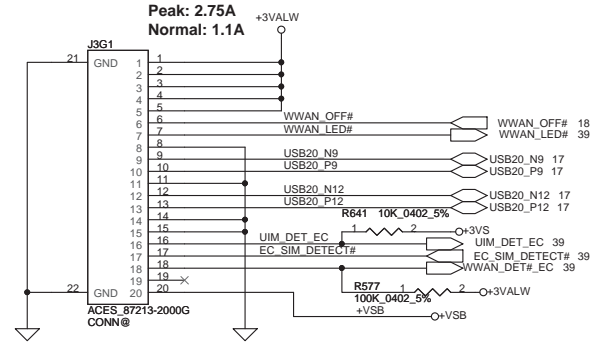 Peak: 2.75A
Normal: 1.1A
+3VALW
J3G1
21 GND 1 1
2 2
3 3
4 4
5 5
6 6 WWAN_OFF# WWAN_OFF# 18
7 7 WWAN_LED# WWAN_LED# 39
8 8
9 9 USB20_N9 USB20_N9 17
10 10 USB20_P9 USB20_P9 17
11 11
12 12 USB20_N12 USB20_N12 17
13 13 USB20_P12 USB20_P12 17
14 14
R641 10K_0402_5%
15 15 1 2 +3VS
16 16 UIM_DET_EC UIM_DET_EC 39
17 17 EC_SIM_DETECT# EC_SIM_DETECT# 39
18 18 WWAN_DET#_EC 39
19 19
R577 1 2 +3VALW
22 GND 20 20
100K_0402_5%
ACES_87213-2000G
CONN@
+VSB +VSB